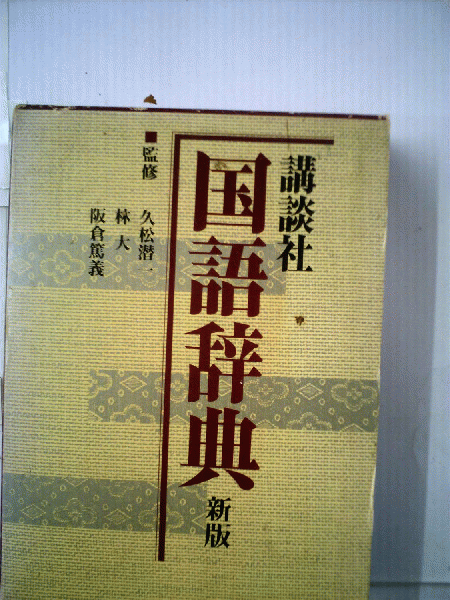 講談社
国語辞典 新版
■監修
久松潜一
林大
阪倉篤義